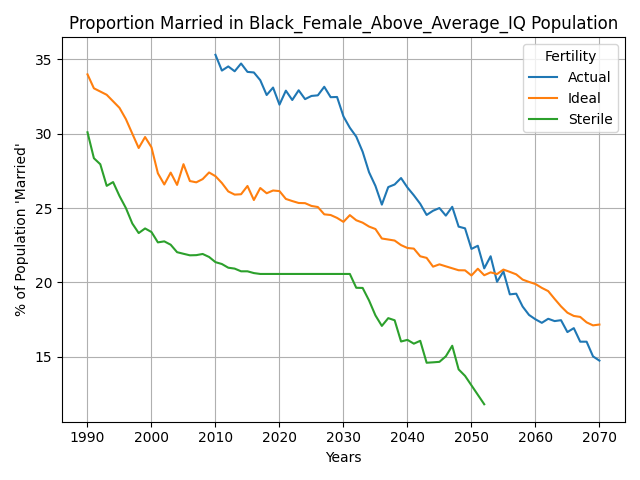 Proportion Married in Black_Female_Above_Average_IQ Population
Fertility
Actual
Ideal
Sterile
% of Population 'Married'
35
30
25
20
15
1990 2000 2010 2020 2030 2040 2050 2060 2070
Years